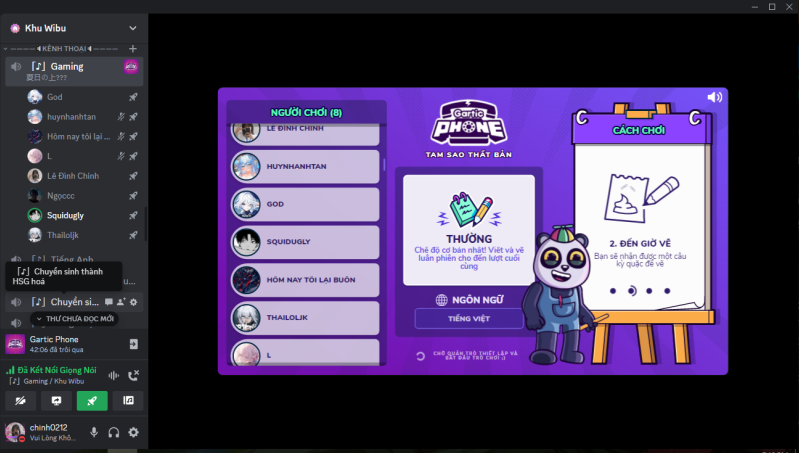 Khu Wibu
KÊNH THOẠI
[♪] Gaming
夏日の上???
God
huynhanhtan
Hôm nay tôi lại ...
L
Lê Đình Chinh
Ngọccc
Squidugly
Thailoljk
[♪] Tiếng Anh
[♪] Chuyển sinh thành
HSG hoá
[♪] Chuyển si...
THƯ CHƯA ĐỌC MỚI
Gartic Phone
42:06 đã trôi qua
Đã Kết Nối Giọng Nói
[♪] Gaming / Khu Wibu
chinh0212
Vui Lòng Khô...
NGƯỜI CHƠI (8)
LÊ ĐÌNH CHINH
HUYNHANHTAN
GOD
SQUIDUGLY
HÔM NAY TÔI LẠI BUỒN
THAILOLJK
L
Gartic
PHONE
TAM SAO THẤT BẢN
THƯỜNG
Chế độ cơ bản nhất! Viết và vẽ
luân phiên cho đến lượt cuối
cùng
NGÔN NGỮ
TIẾNG VIỆT
CHỜ QUẢN TRÒ THIẾT LẬP VÀ
BẮT ĐẦU TRÒ CHƠI :)
CÁCH CHƠI
2. ĐẾN GIỜ VẼ
Bạn sẽ nhận được một câu
kỳ quặc để vẽ